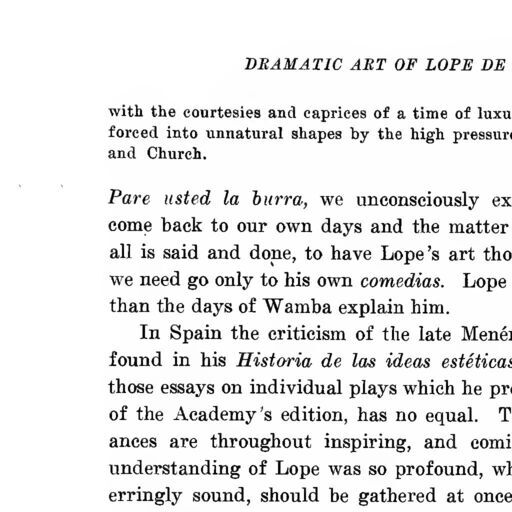 DRAMATIC ART OF LOPE DE
with the courtesies and caprices of a time of luxu
forced into unnatural shapes by the high pressure
and Church.
Pare usted la burra, we unconsciously ex
come back to our own days and the matter
all is said and done, to have Lope's art tho
we need go only to his own comedias. Lope
than the days of Wamba explain him.
In Spain the criticism of the late Menén
found in his Historia de las ideas estéticas
those essays on individual plays which he pre
of the Academy's edition, has no equal. T
ances are throughout inspiring, and comi
understanding of Lope was so profound, wh
erringly sound, should be gathered at once